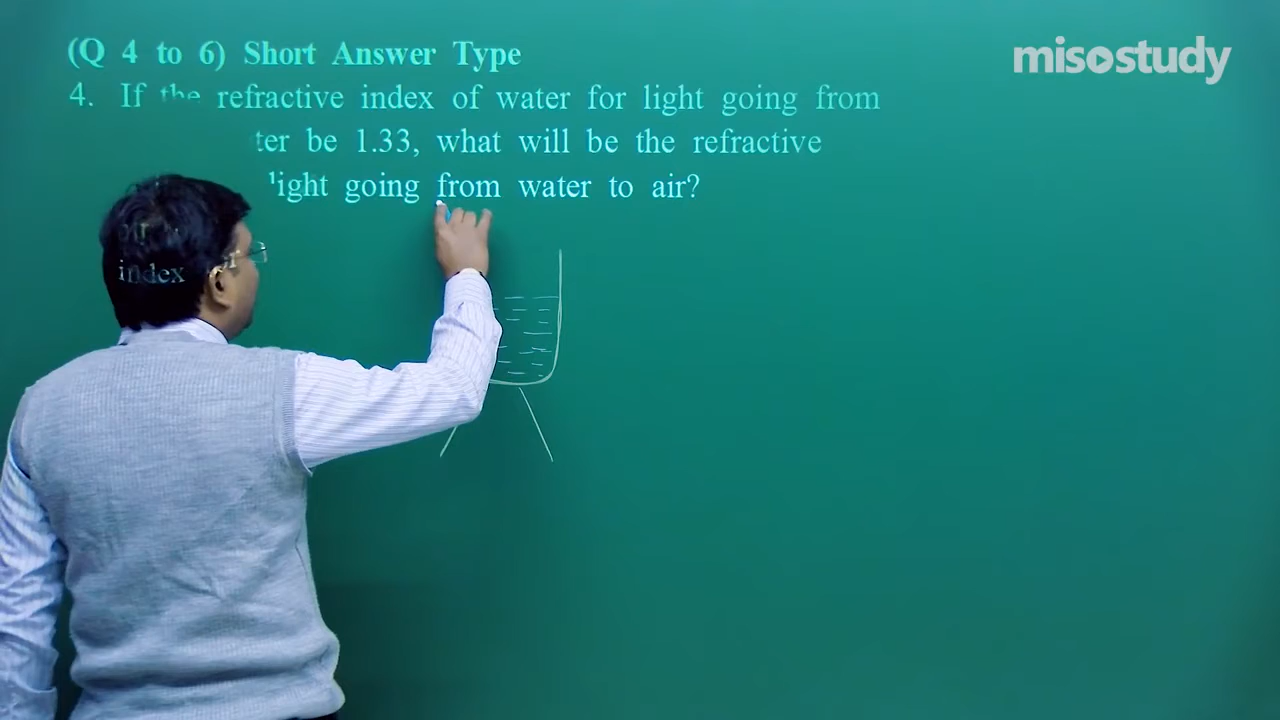 (Q 4 to 6) Short Answer Type
misostudy
4. If the refractive index of water for light going from
ter be 1.33, what will be the refractive
light going from water to air?
index